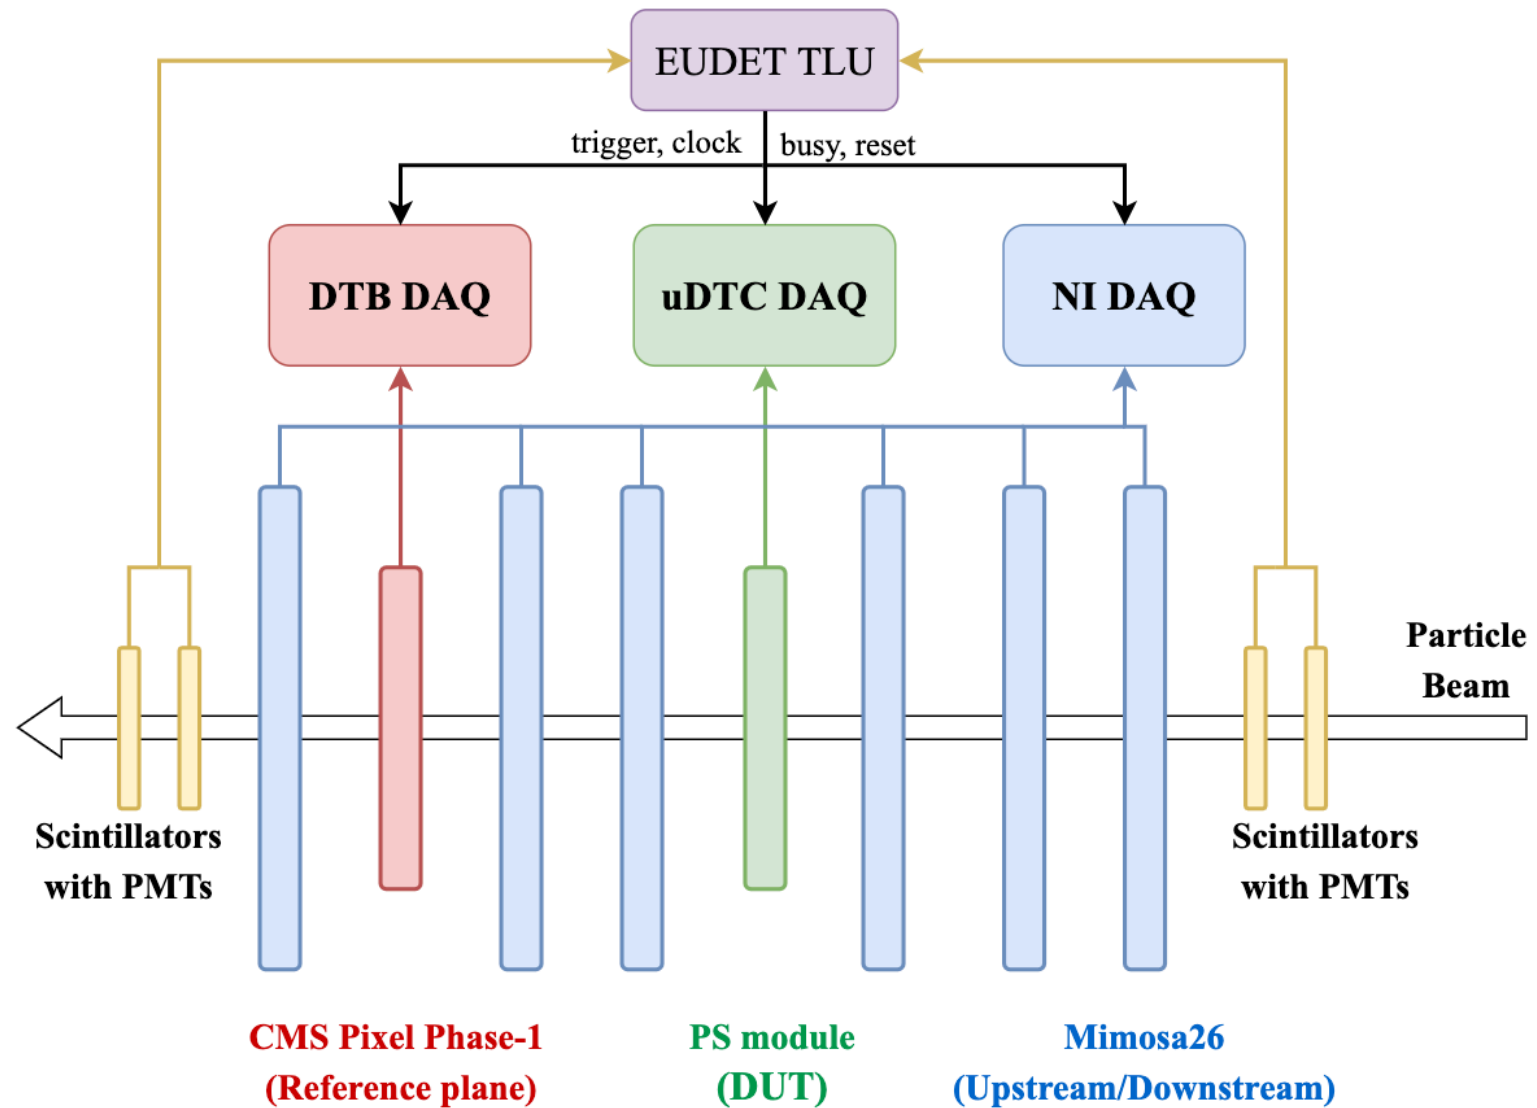 EUDET TLU
trigger, clock
busy, reset
DTB DAQ
uDTC DAQ
NI DAQ
Particle
Beam
Scintillators
with PMTs
Scintillators
with PMTs
CMS Pixel Phase-1
(Reference plane)
PS module
(DUT)
Mimosa26
(Upstream/Downstream)